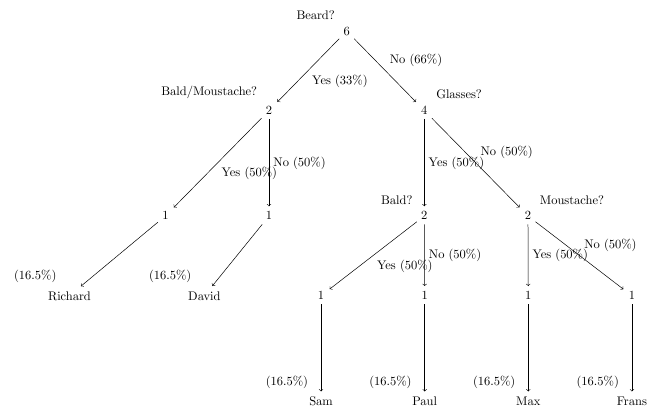 Beard?
6
No (66%)
Yes (33%)
Bald/Moustache?
Glasses?
2
4
Yes (50%)
No (50%)
Yes (50%)
No (50%)
Bald?
Moustache?
1
1
2
2
Yes (50%)
No (50%)
Yes (50%)
No (50%)
(16.5%)
(16.5%)
Richard
David
1
1
1
1
(16.5%)
(16.5%)
(16.5%)
(16.5%)
Sam
Paul
Max
Frans